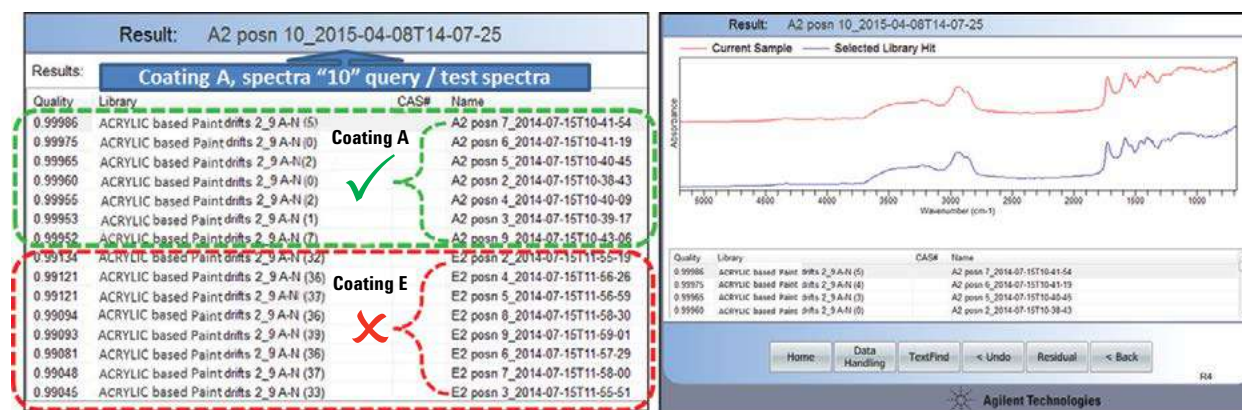 Result: A2 posn 10_2015-04-08T14-07-25
Results:
Coating A, spectra “10” query / test spectra
Quality Library CAS# Name
0.99986 ACRYLIC based Paint drifts 2_9 A-N (5) A2 posn 7_2014-07-15T10-41-54
0.99975 ACRYLIC based Paint drifts 2_9 A-N (0) A2 posn 6_2014-07-15T10-41-19
0.99965 ACRYLIC based Paint drifts 2_9 A-N (2) A2 posn 5_2014-07-15T10-40-45
0.99960 ACRYLIC based Paint drifts 2_9 A-N (0) A2 posn 2_2014-07-15T10-38-43
0.99955 ACRYLIC based Paint drifts 2_9 A-N (2) A2 posn 4_2014-07-15T10-40-09
0.99953 ACRYLIC based Paint drifts 2_9 A-N (1) A2 posn 3_2014-07-15T10-39-17
0.99952 ACRYLIC based Paint drifts 2_9 A-N (7) A2 posn 9_2014-07-15T10-43-06
Coating A
0.99134 ACRYLIC based Paint drifts 2_9 A-N (32) E2 posn 2_2014-07-15T11-55-19
0.99121 ACRYLIC based Paint drifts 2_9 A-N (36) E2 posn 4_2014-07-15T11-56-26
0.99121 ACRYLIC based Paint drifts 2_9 A-N (37) E2 posn 5_2014-07-15T11-56-59
0.99094 ACRYLIC based Paint drifts 2_9 A-N (36) E2 posn 8_2014-07-15T11-58-30
0.99093 ACRYLIC based Paint drifts 2_9 A-N (39) E2 posn 9_2014-07-15T11-59-01
0.99081 ACRYLIC based Paint drifts 2_9 A-N (36) E2 posn 6_2014-07-15T11-57-29
0.99048 ACRYLIC based Paint drifts 2_9 A-N (37) E2 posn 7_2014-07-15T11-58-00
0.99045 ACRYLIC based Paint drifts 2_9 A-N (33) E2 posn 3_2014-07-15T11-55-51
Coating E
Result: A2 posn 10_2015-04-08T14-07-25
Current Sample Selected Library Hit
Absorbance
5000 4500 4000 3500 3000 2500 2000 1500 1000
Wavenumber (cm-1)
Quality Library CAS# Name
0.99986 ACRYLIC based Paint drifts 2_9 A-N (5) A2 posn 7_2014-07-15T10-41-54
0.99975 ACRYLIC based Paint drifts 2_9 A-N (4) A2 posn 6_2014-07-15T10-41-19
0.99965 ACRYLIC based Paint drifts 2_9 A-N (3) A2 posn 5_2014-07-15T10-40-45
0.99960 ACRYLIC based Paint drifts 2_9 A-N (0) A2 posn 2_2014-07-15T10-38-43
Home Data Handling TextFind < Undo Residual < Back
R4
Agilent Technologies